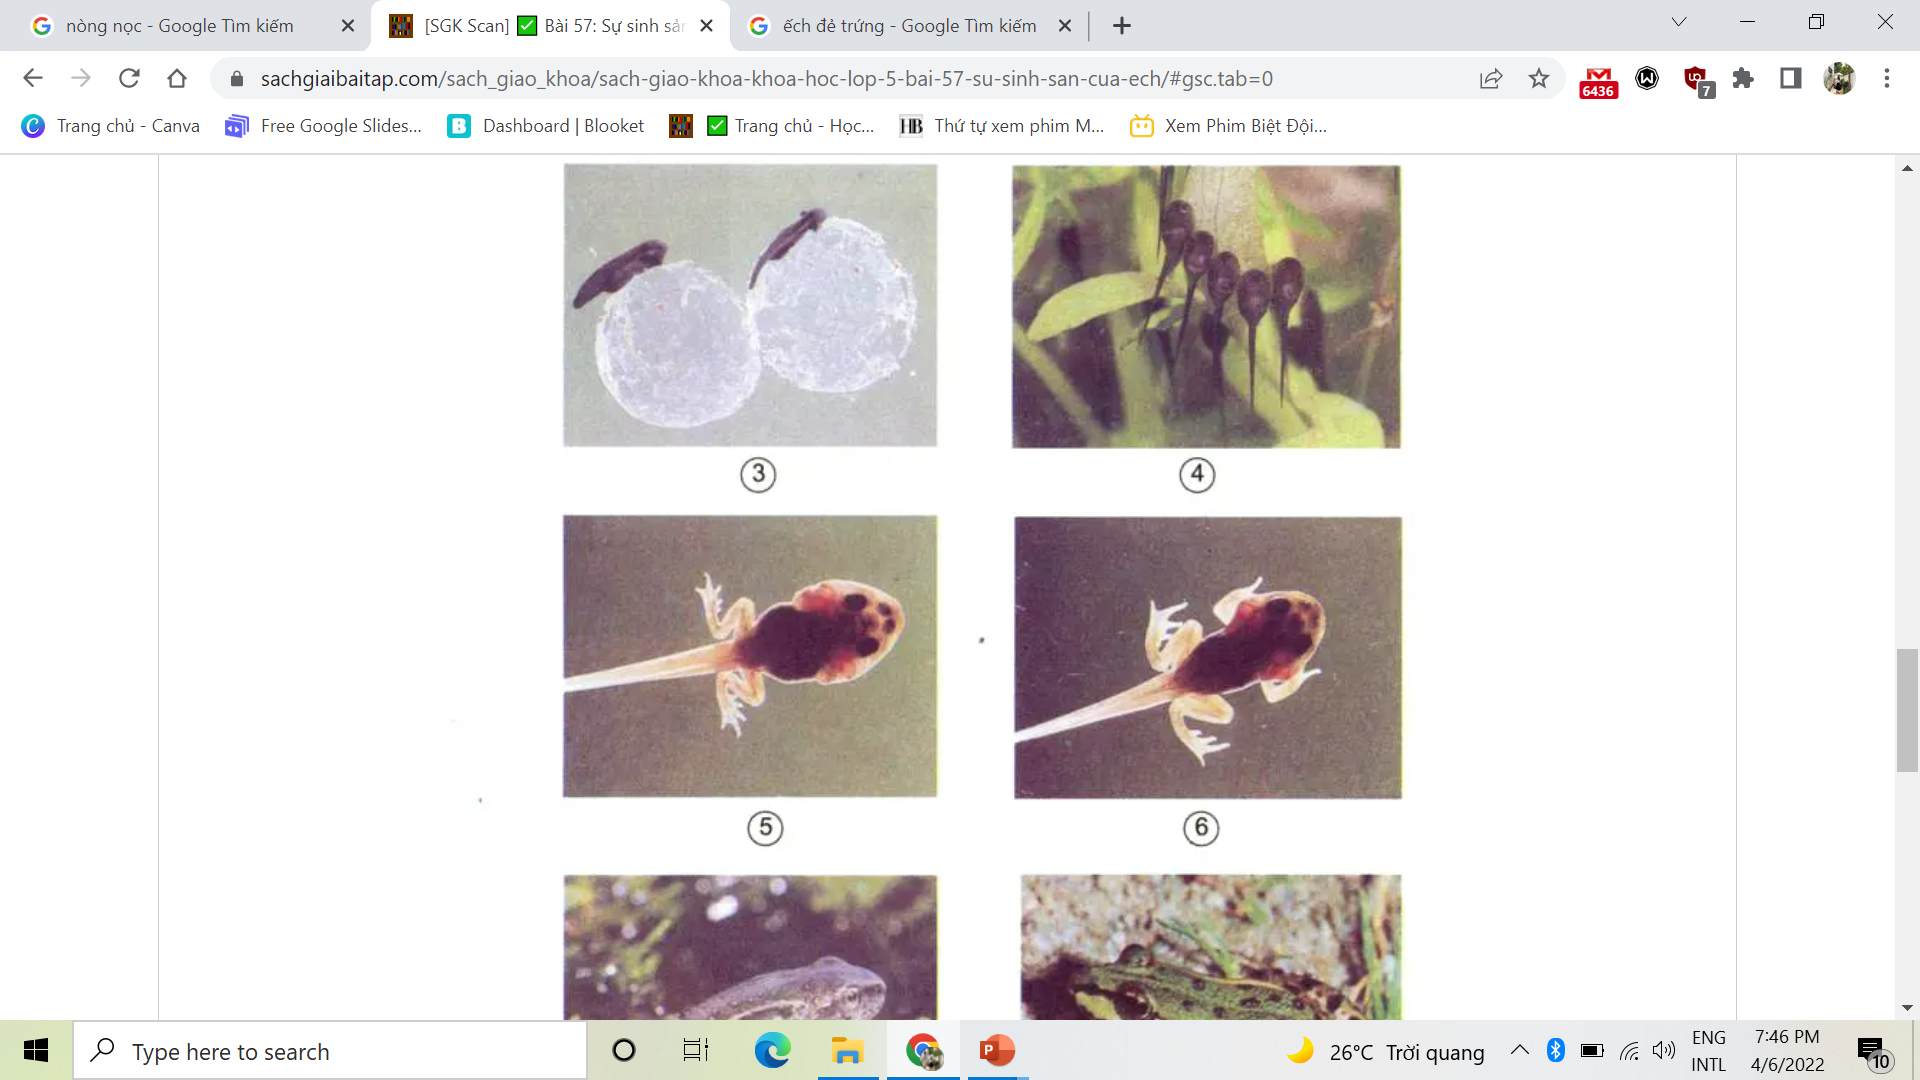 nòng nọc - Google Tìm kiếm
[SGK Scan] ✅ Bài 57: Sự sinh sản
ếch đẻ trứng - Google Tìm kiếm
sachgiaibaitap.com/sach_giao_khoa/sach-giao-khoa-khoa-hoc-lop-5-bai-57-su-sinh-san-cua-ech/#gsc.tab=0
6436
7
Trang chủ - Canva
Free Google Slides...
Dashboard | Blooket
✅ Trang chủ - Học...
HB Thứ tự xem phim M...
Xem Phim Biệt Đội...
3
4
5
6
Type here to search
26°C Trời quang
ENG
INTL
7:46 PM
4/6/2022
10